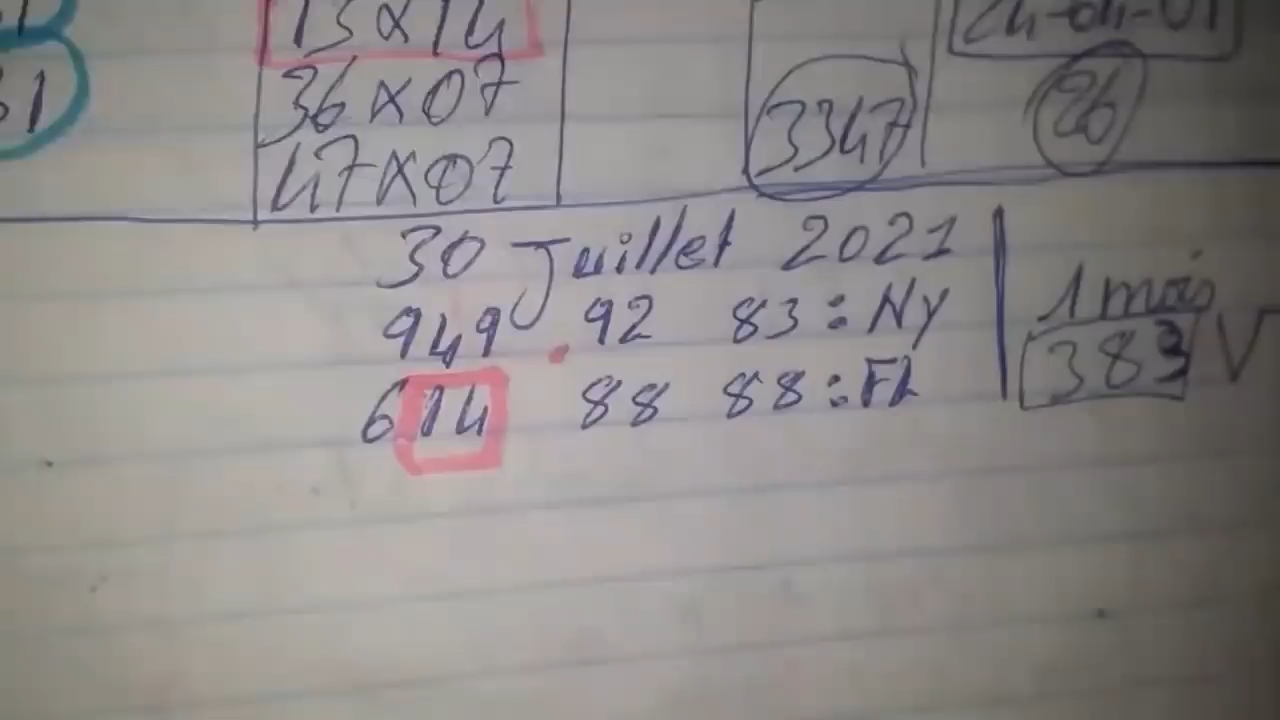 13x14
36x07
47x07
3347
26
30 Juillet 2021
949 . 92 83 : Ny
614 88 88 : FL
1 mois
383 V